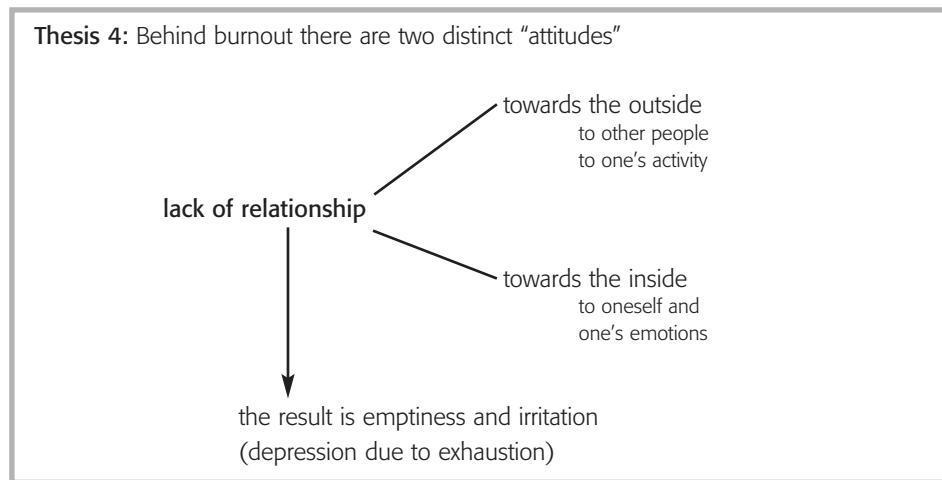 Thesis 4: Behind burnout there are two distinct “attitudes”
towards the outside
to other people
to one’s activity
lack of relationship
towards the inside
to oneself and
one’s emotions
the result is emptiness and irritation
(depression due to exhaustion)